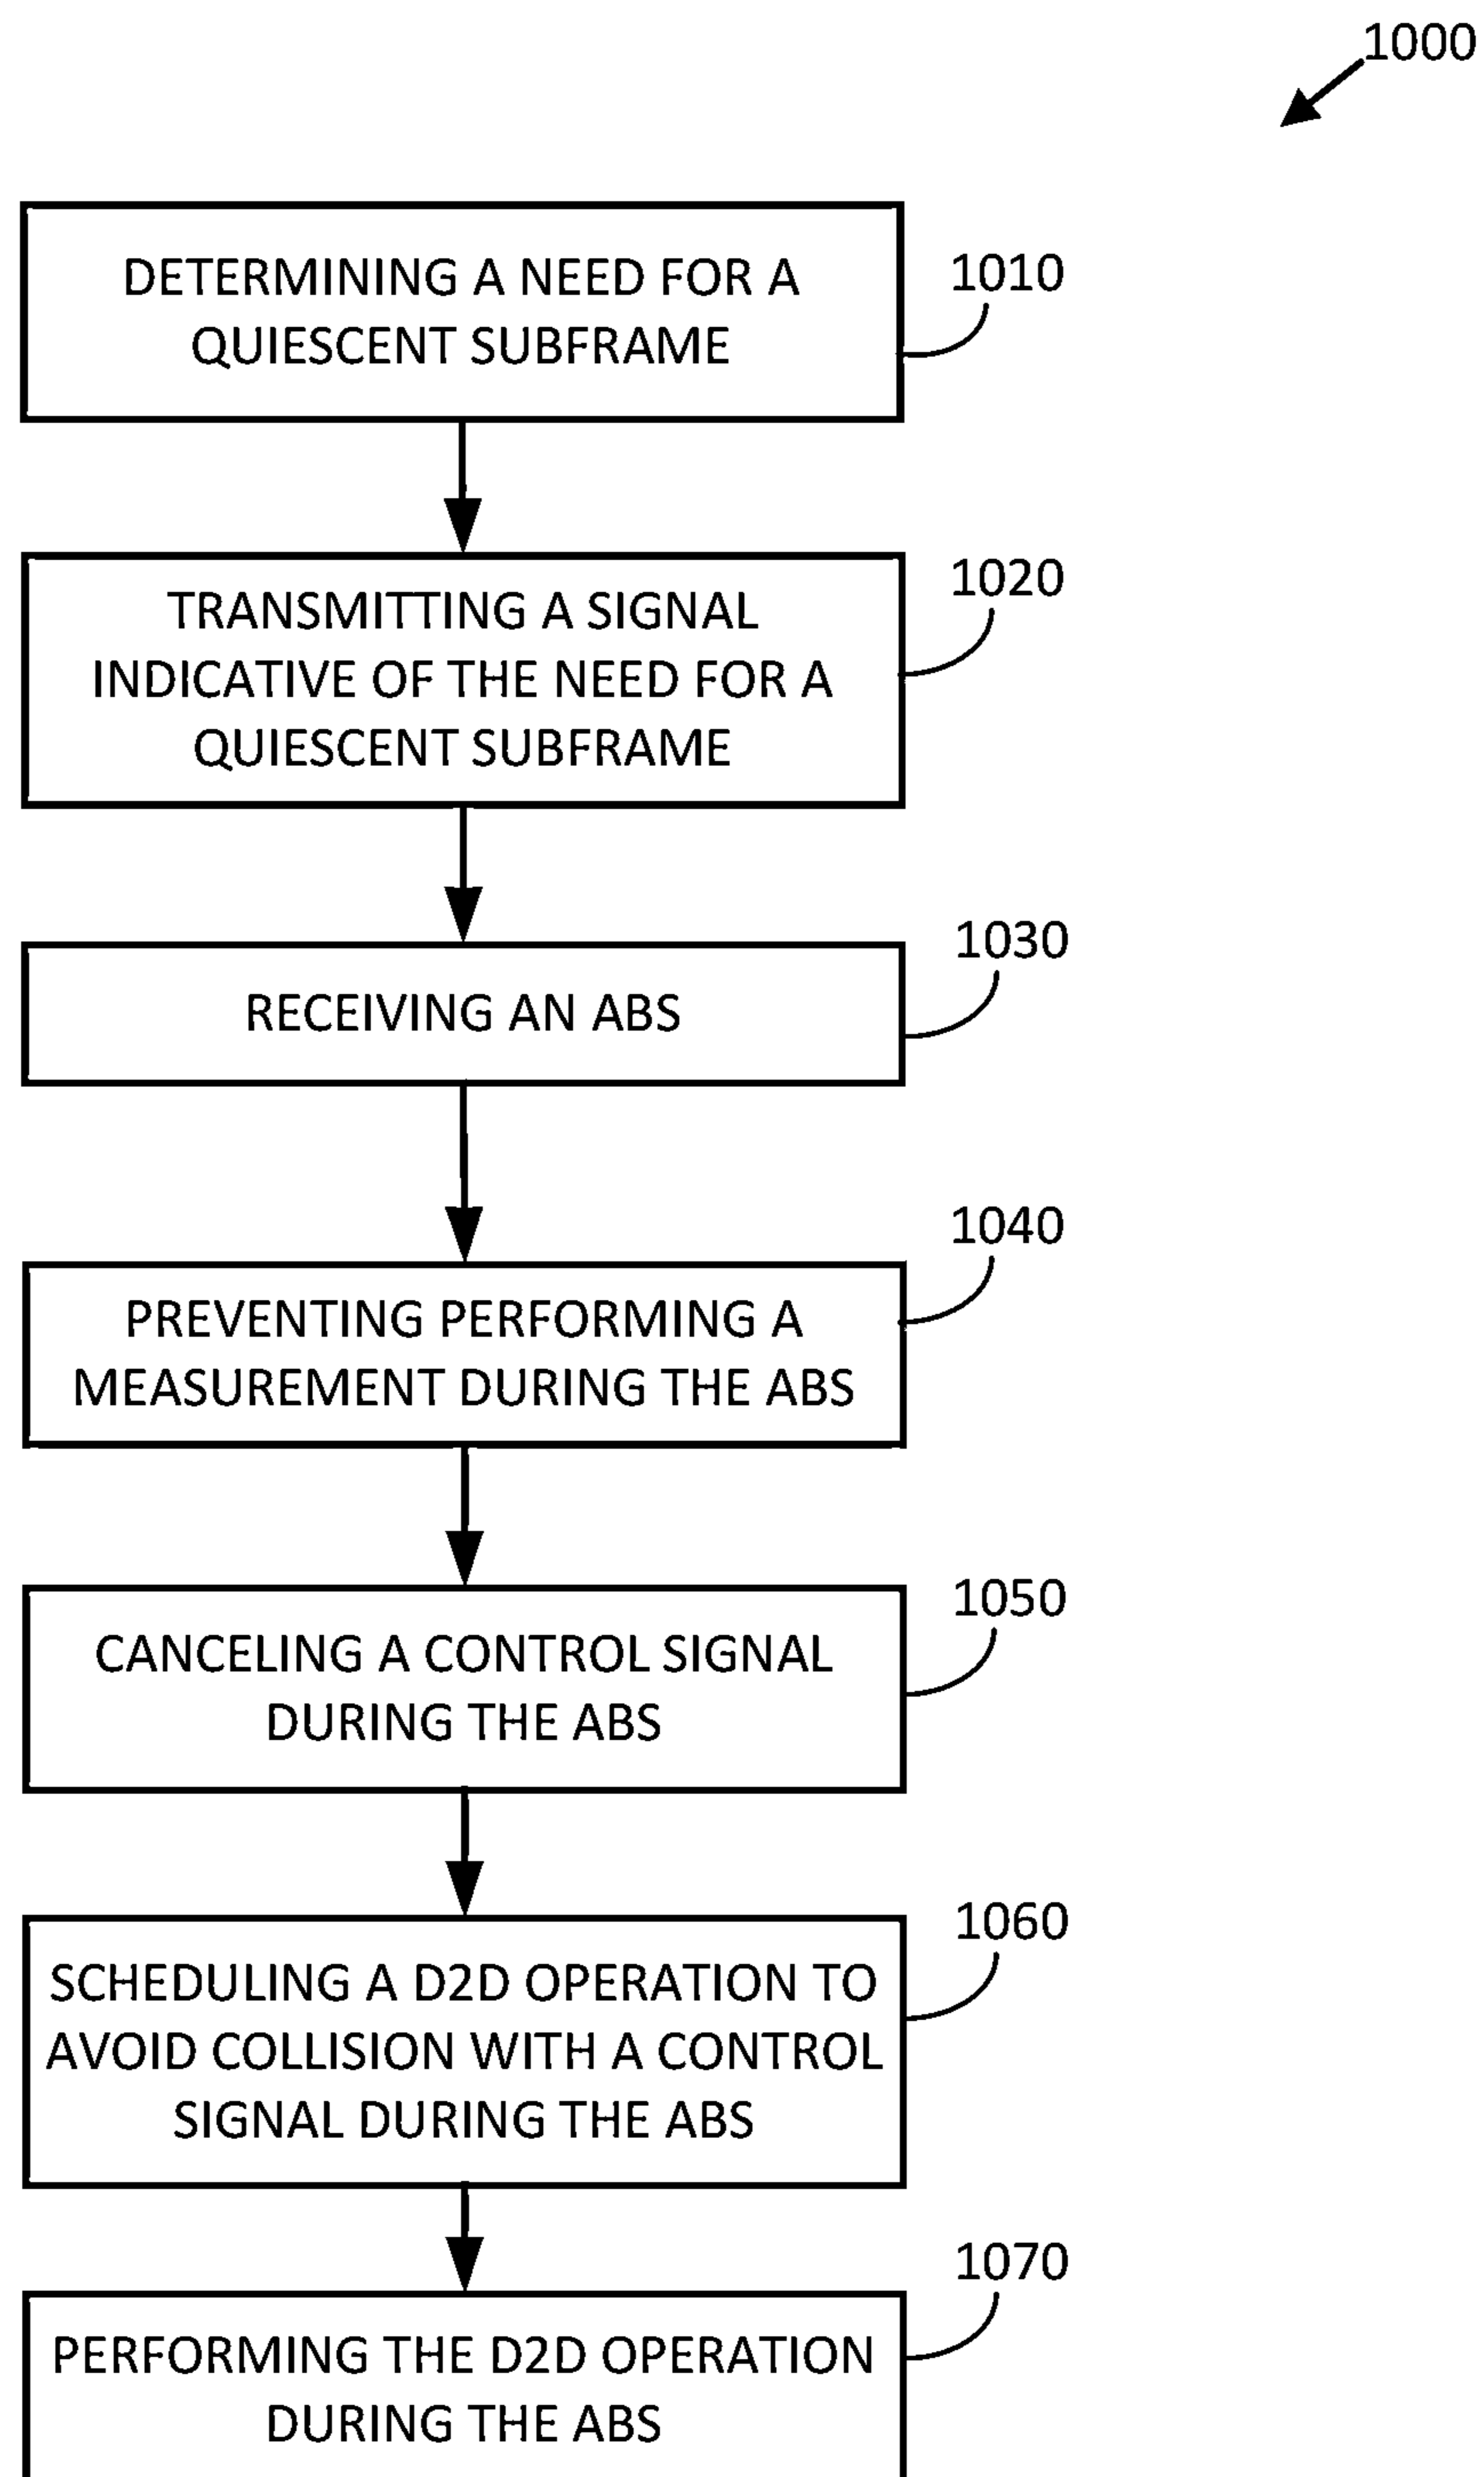 1000
DETERMINING A NEED FOR A
QUIESCENT SUBFRAME
1010
TRANSMITTING A SIGNAL
INDICATIVE OF THE NEED FOR A
QUIESCENT SUBFRAME
1020
RECEIVING AN ABS
1030
PREVENTING PERFORMING A
MEASUREMENT DURING THE ABS
1040
CANCELING A CONTROL SIGNAL
DURING THE ABS
1050
SCHEDULING A D2D OPERATION TO
AVOID COLLISION WITH A CONTROL
SIGNAL DURING THE ABS
1060
PERFORMING THE D2D OPERATION
DURING THE ABS
1070